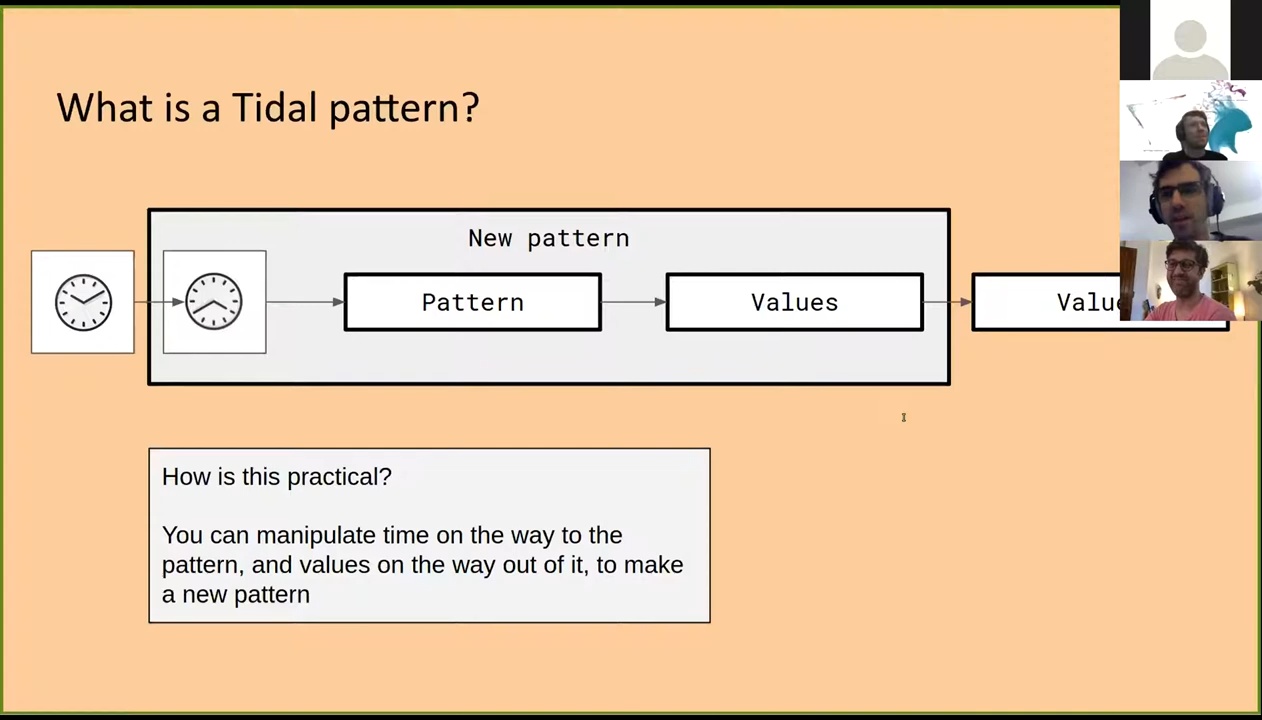 What is a Tidal pattern?
New pattern
Pattern
Values
How is this practical?
You can manipulate time on the way to the
pattern, and values on the way out of it, to make
a new pattern